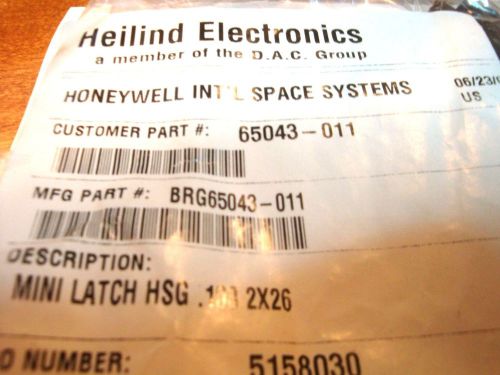 Heilind Electronics
a member of the D.A.C. Group
HONEYWELL INT'L SPACE SYSTEMS 06/23/
US
CUSTOMER PART #: 65043-011
MFG PART #: BRG65043-011
DESCRIPTION:
MINI LATCH HSG 2X26
O NUMBER: 5158030